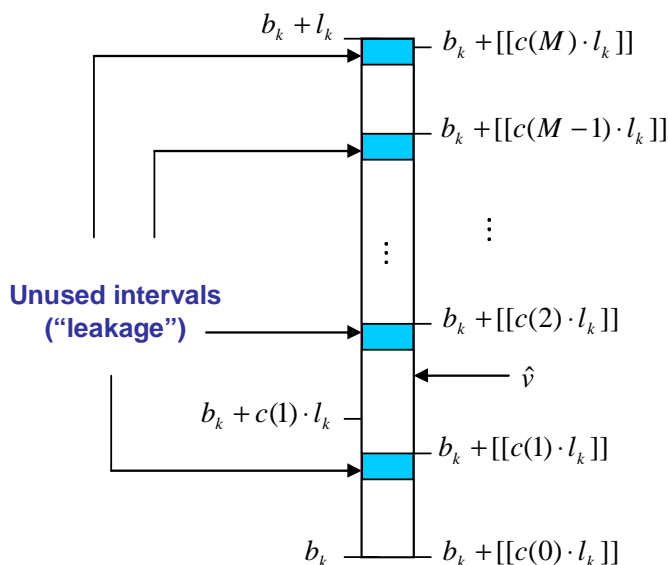 b_k + l_k
b_k + [[c(M) · l_k]]
b_k + [[c(M − 1) · l_k]]
⋮ ⋮
Unused intervals
(“leakage”)
b_k + [[c(2) · l_k]]
v̂
b_k + c(1) · l_k
b_k + [[c(1) · l_k]]
b_k
b_k + [[c(0) · l_k]]